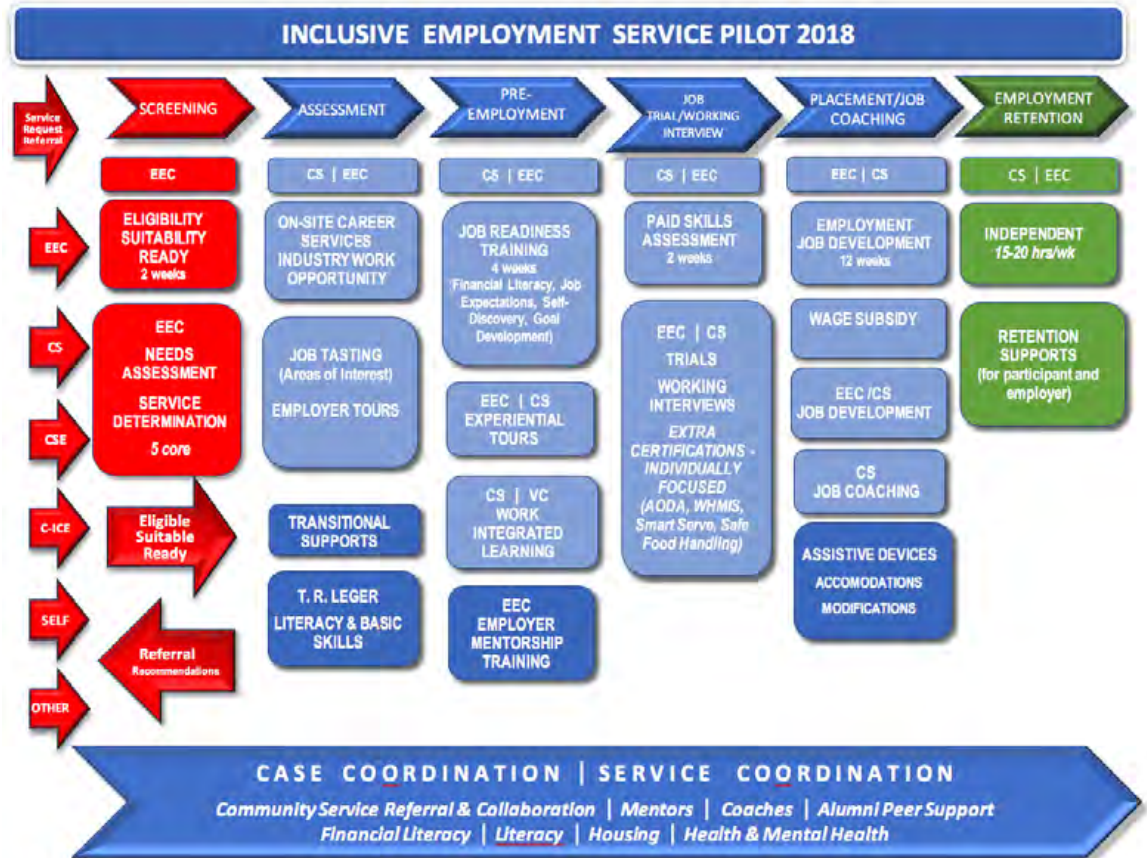 INCLUSIVE EMPLOYMENT SERVICE PILOT 2018
Service
Request
Referral
SCREENING
ASSESSMENT
PRE-
EMPLOYMENT
JOB
TRIAL/WORKING
INTERVIEW
PLACEMENT/JOB
COACHING
EMPLOYMENT
RETENTION
EEC
CS
CSE
C-ICE
SELF
OTHER
EEC
ELIGIBILITY
SUITABILITY
READY
2 weeks
EEC
NEEDS
ASSESSMENT
SERVICE
DETERMINATION
5 core
Eligible
Suitable
Ready
Referral
Recommendations
CS | EEC
ON-SITE CAREER
SERVICES
INDUSTRY WORK
OPPORTUNITY
JOB TASTING
(Areas of Interest)
EMPLOYER TOURS
TRANSITIONAL
SUPPORTS
T. R. LEGER
LITERACY & BASIC
SKILLS
CS | EEC
JOB READINESS
TRAINING
4 weeks
(Financial Literacy, Job
Expectations, Self-
Discovery, Goal
Development)
EEC | CS
EXPERIENTIAL
TOURS
CS | VC
WORK
INTEGRATED
LEARNING
EEC
EMPLOYER
MENTORSHIP
TRAINING
CS | EEC
PAID SKILLS
ASSESSMENT
2 weeks
EEC | CS
TRIALS
WORKING
INTERVIEWS
EXTRA
CERTIFICATIONS -
INDIVIDUALLY
FOCUSED
(AODA, WHMIS,
Smart Serve, Safe
Food Handling)
EEC | CS
EMPLOYMENT
JOB DEVELOPMENT
12 weeks
WAGE SUBSIDY
EEC /CS
JOB DEVELOPMENT
CS
JOB COACHING
ASSISTIVE DEVICES
ACCOMODATIONS
MODIFICATIONS
CS | EEC
INDEPENDENT
15-20 hrs/wk
RETENTION
SUPPORTS
(for participant and
employer)
CASE COORDINATION | SERVICE COORDINATION
Community Service Referral & Collaboration | Mentors | Coaches | Alumni Peer Support
Financial Literacy | Literacy | Housing | Health & Mental Health